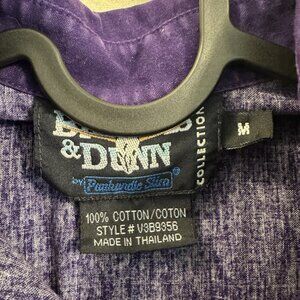 & DUNN
COLLECTION
by Panhandle Slim®
M
100% COTTON/COTON
STYLE # V3B9356
MADE IN THAILAND